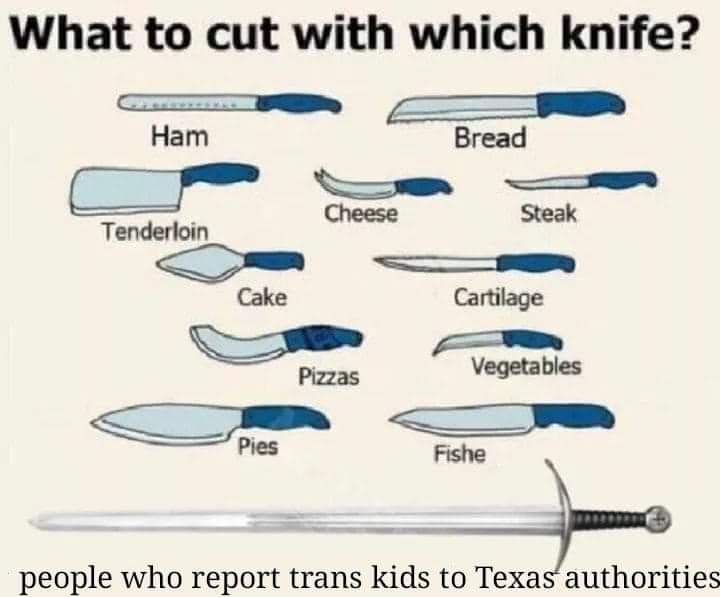 What to cut with which knife?
Ham
Bread
Tenderloin
Cheese
Steak
Cake
Cartilage
Pizzas
Vegetables
Pies
Fishe
people who report trans kids to Texas authorities